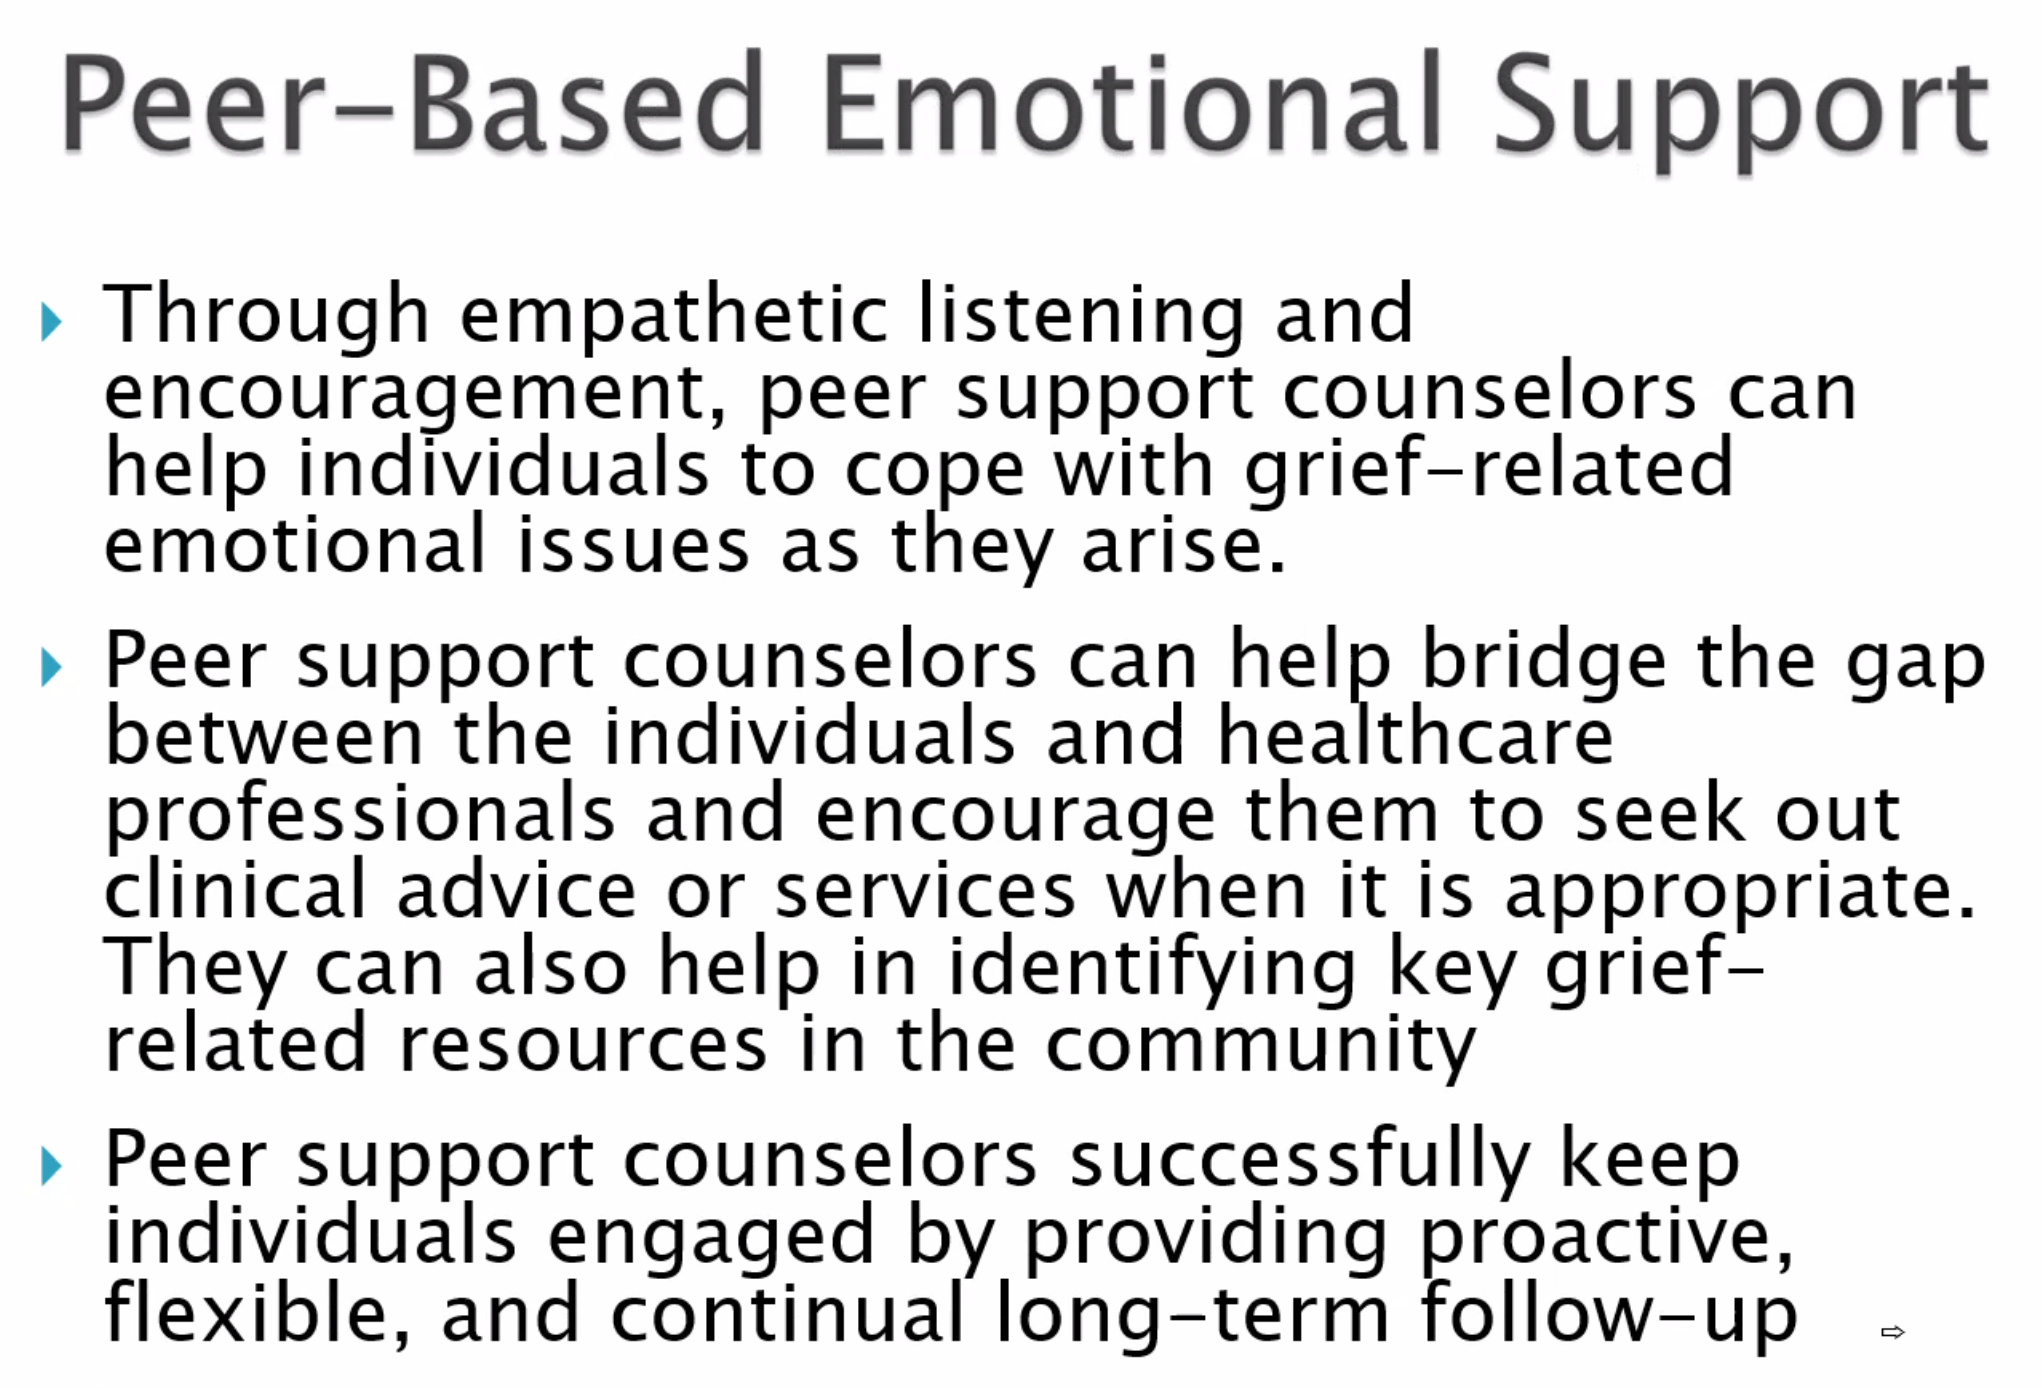 Peer-Based Emotional Support
Through empathetic listening and
encouragement, peer support counselors can
help individuals to cope with grief-related
emotional issues as they arise.
Peer support counselors can help bridge the gap
between the individuals and healthcare
professionals and encourage them to seek out
clinical advice or services when it is appropriate.
They can also help in identifying key grief-
related resources in the community
Peer support counselors successfully keep
individuals engaged by providing proactive,
flexible, and continual long-term follow-up ⇨